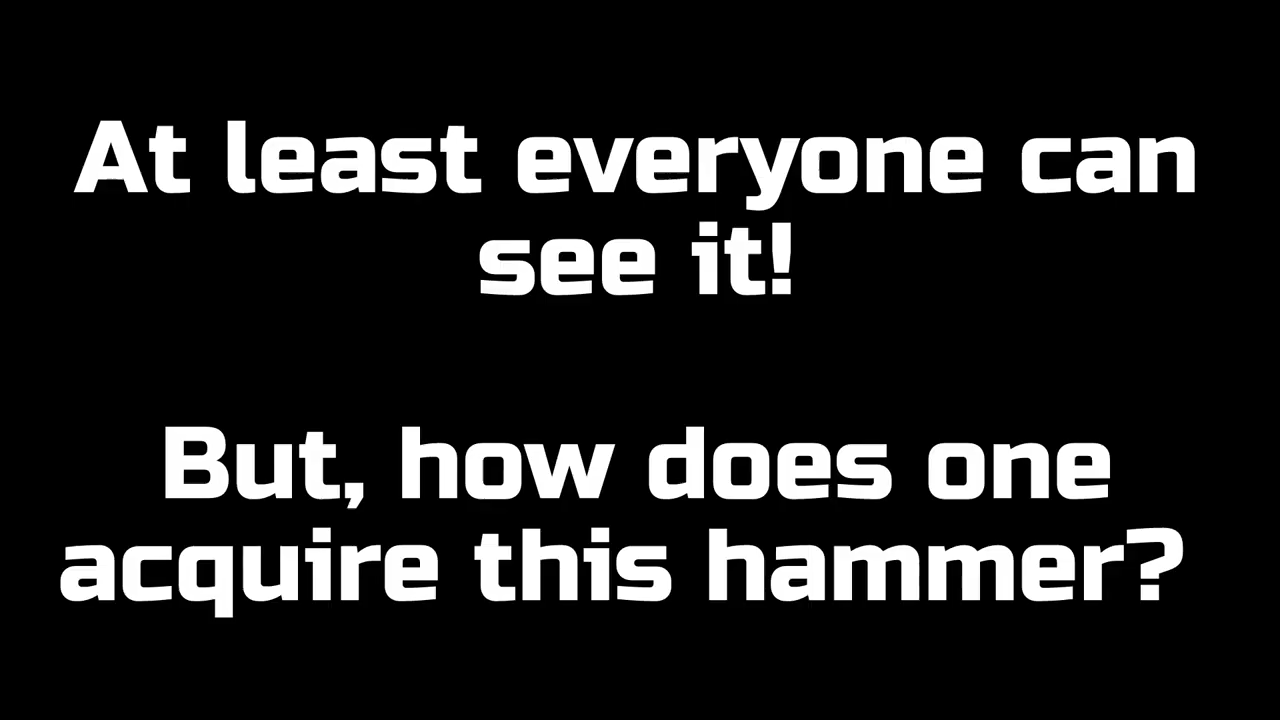 At least everyone can
see it!
But, how does one
acquire this hammer?